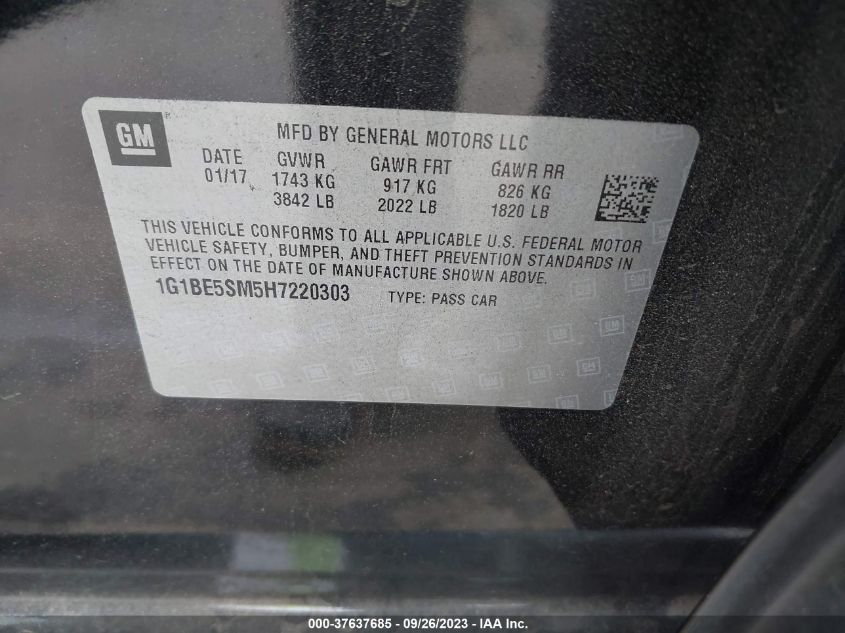 GM
MFD BY GENERAL MOTORS LLC
DATE GVWR GAWR FRT GAWR RR
01/17 1743 KG 917 KG 826 KG
3842 LB 2022 LB 1820 LB
THIS VEHICLE CONFORMS TO ALL APPLICABLE U.S. FEDERAL MOTOR
VEHICLE SAFETY, BUMPER, AND THEFT PREVENTION STANDARDS IN
EFFECT ON THE DATE OF MANUFACTURE SHOWN ABOVE.
1G1BE5SM5H7220303 TYPE: PASS CAR
000-37637685 - 09/26/2023 - IAA Inc.